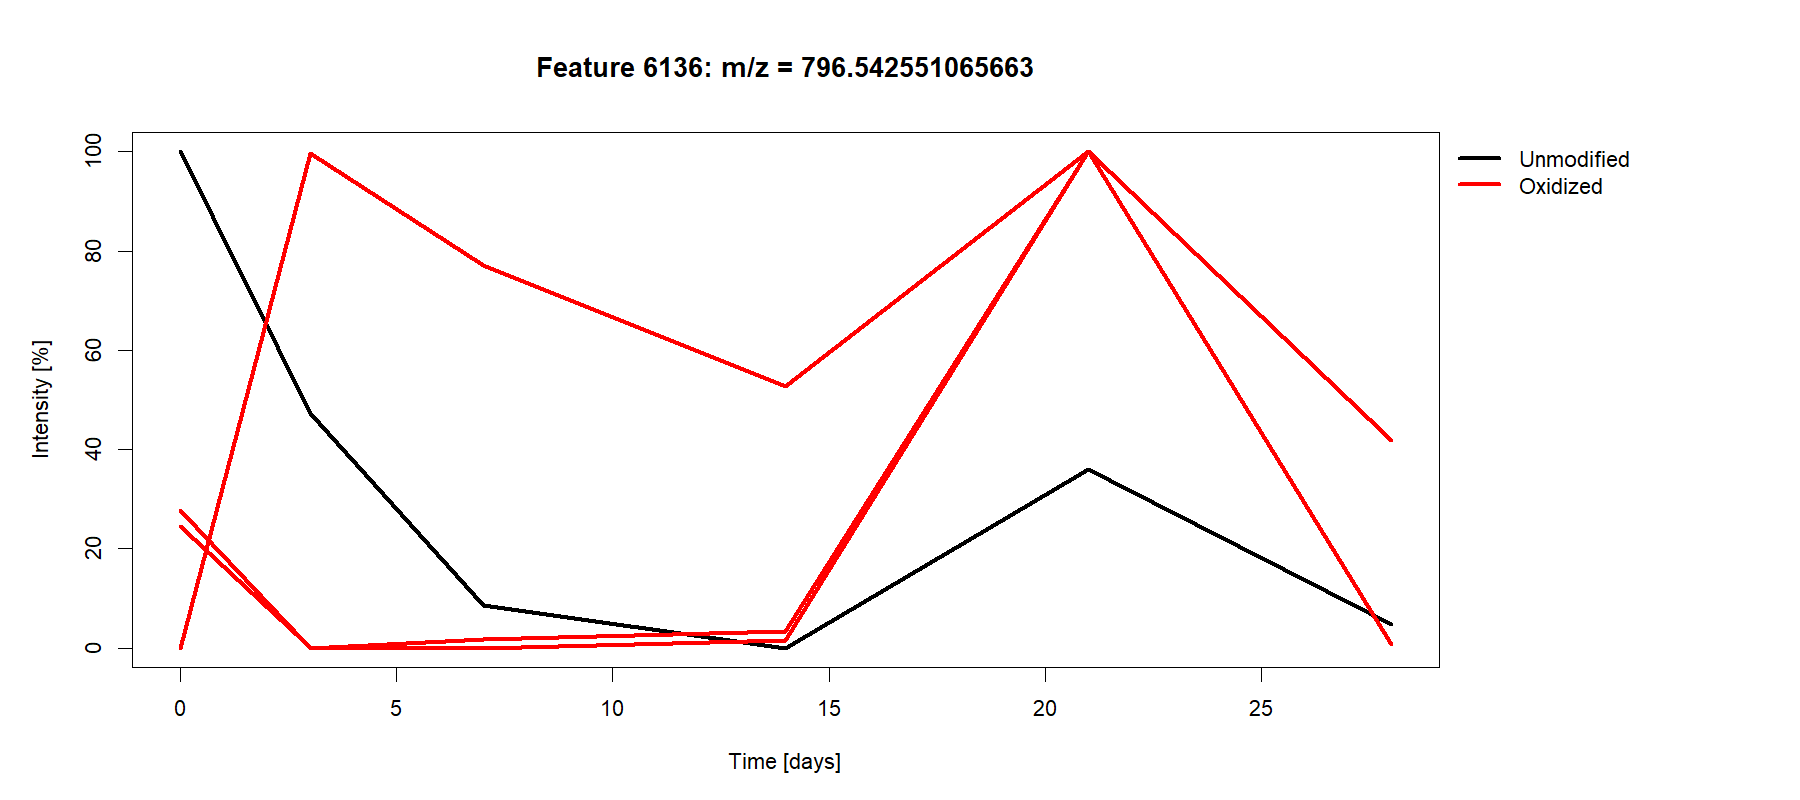 Feature 6136: m/z = 796.542551065663
Unmodified
Oxidized
Intensity [%]
100
80
60
40
20
0
0 5 10 15 20 25
Time [days]